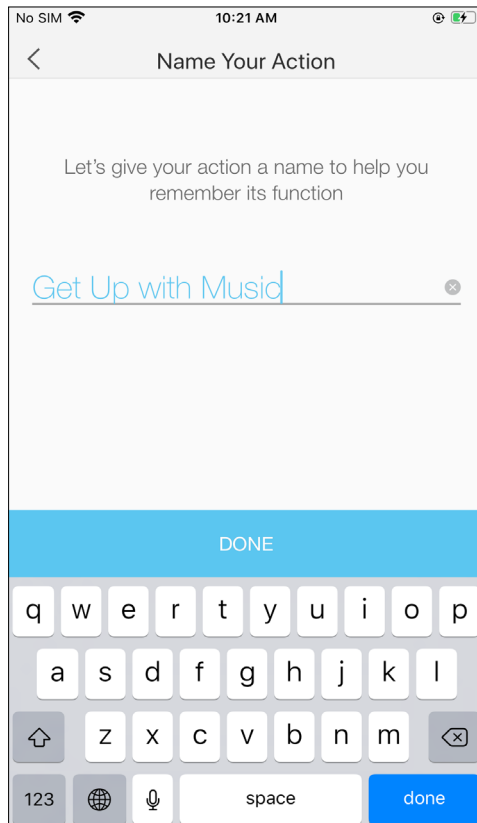 No SIM 10:21 AM
Name Your Action
Let's give your action a name to help you
remember its function
Get Up with Music
DONE
q w e r t y u i o p
a s d f g h j k l
z x c v b n m
123 space done